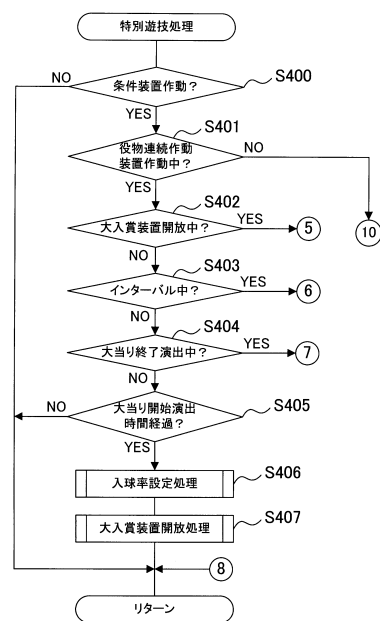 特別遊技処理
NO
条件装置作動？
S400
YES
S401
役物連続作動
装置作動中？
NO
YES
S402
大入賞装置開放中？
YES
5
10
NO
S403
インターバル中？
YES
6
NO
S404
大当り終了演出中？
YES
7
NO
NO
大当り開始演出
時間経過？
S405
YES
入球率設定処理
S406
大入賞装置開放処理
S407
8
リターン